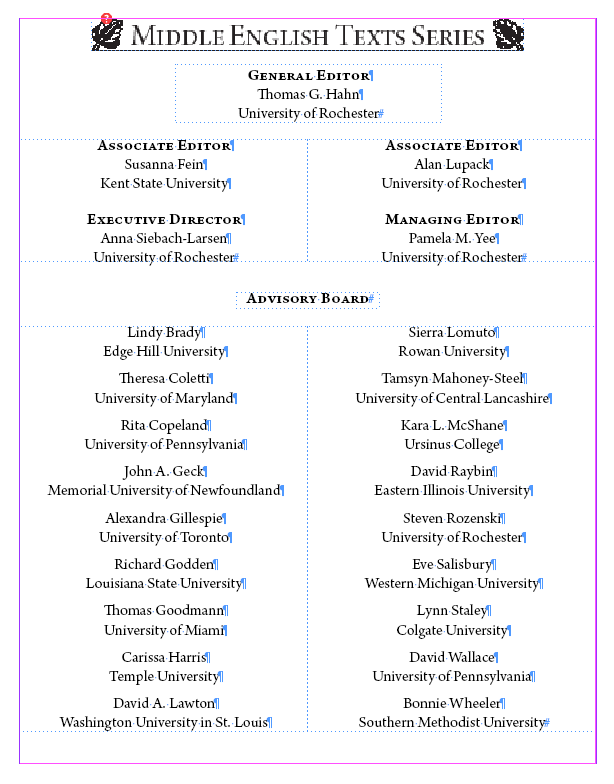 Middle English Texts Series
General Editor
Thomas G. Hahn
University of Rochester
Associate Editor
Susanna Fein
Kent State University
Executive Director
Anna Siebach-Larsen
University of Rochester
Associate Editor
Alan Lupack
University of Rochester
Managing Editor
Pamela M. Yee
University of Rochester
Advisory Board
Lindy Brady
Edge Hill University
Theresa Coletti
University of Maryland
Rita Copeland
University of Pennsylvania
John A. Geck
Memorial University of Newfoundland
Alexandra Gillespie
University of Toronto
Richard Godden
Louisiana State University
Thomas Goodmann
University of Miami
Carissa Harris
Temple University
David A. Lawton
Washington University in St. Louis
Sierra Lomuto
Rowan University
Tamsyn Mahoney-Steel
University of Central Lancashire
Kara L. McShane
Ursinus College
David Raybin
Eastern Illinois University
Steven Rozenski
University of Rochester
Eve Salisbury
Western Michigan University
Lynn Staley
Colgate University
David Wallace
University of Pennsylvania
Bonnie Wheeler
Southern Methodist University